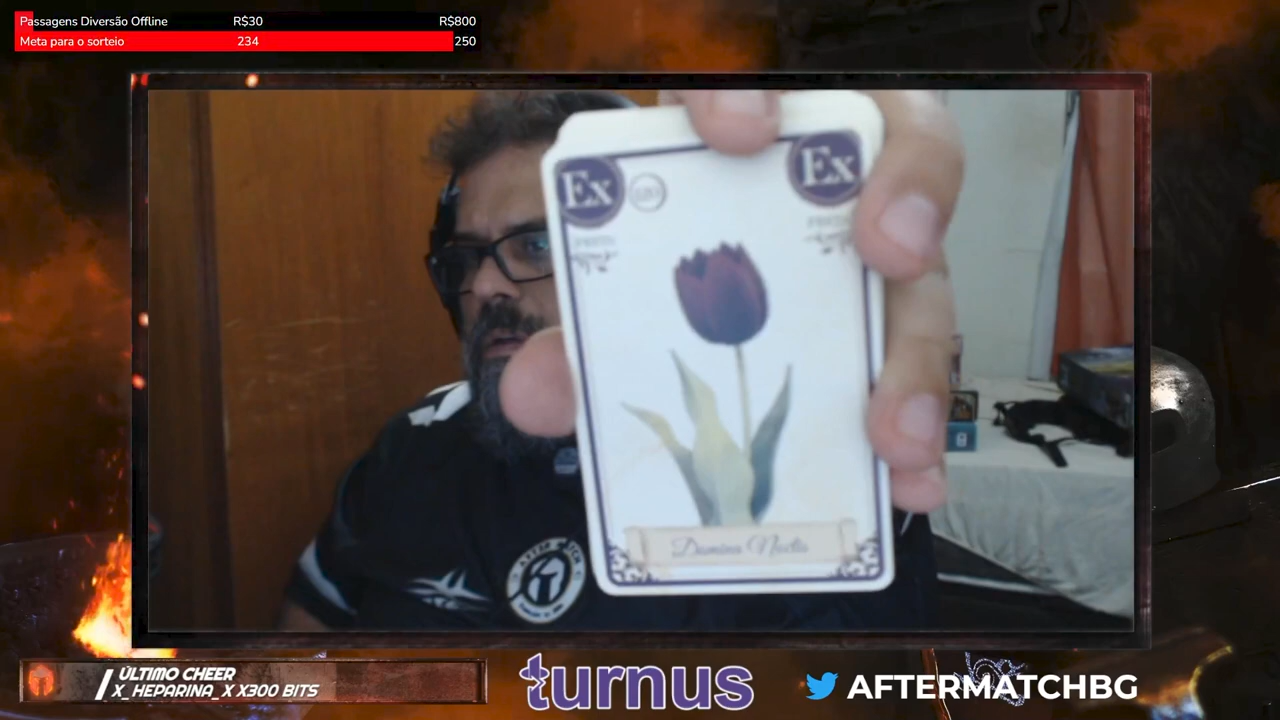 Passagens Diversão Offline R$30 R$800
Meta para o sorteio 234 250
Ex Ex
Domina Noctis
ÚLTIMO CHEER
X_HEPARINA_X X300 BITS
turnus
AFTERMATCHBG